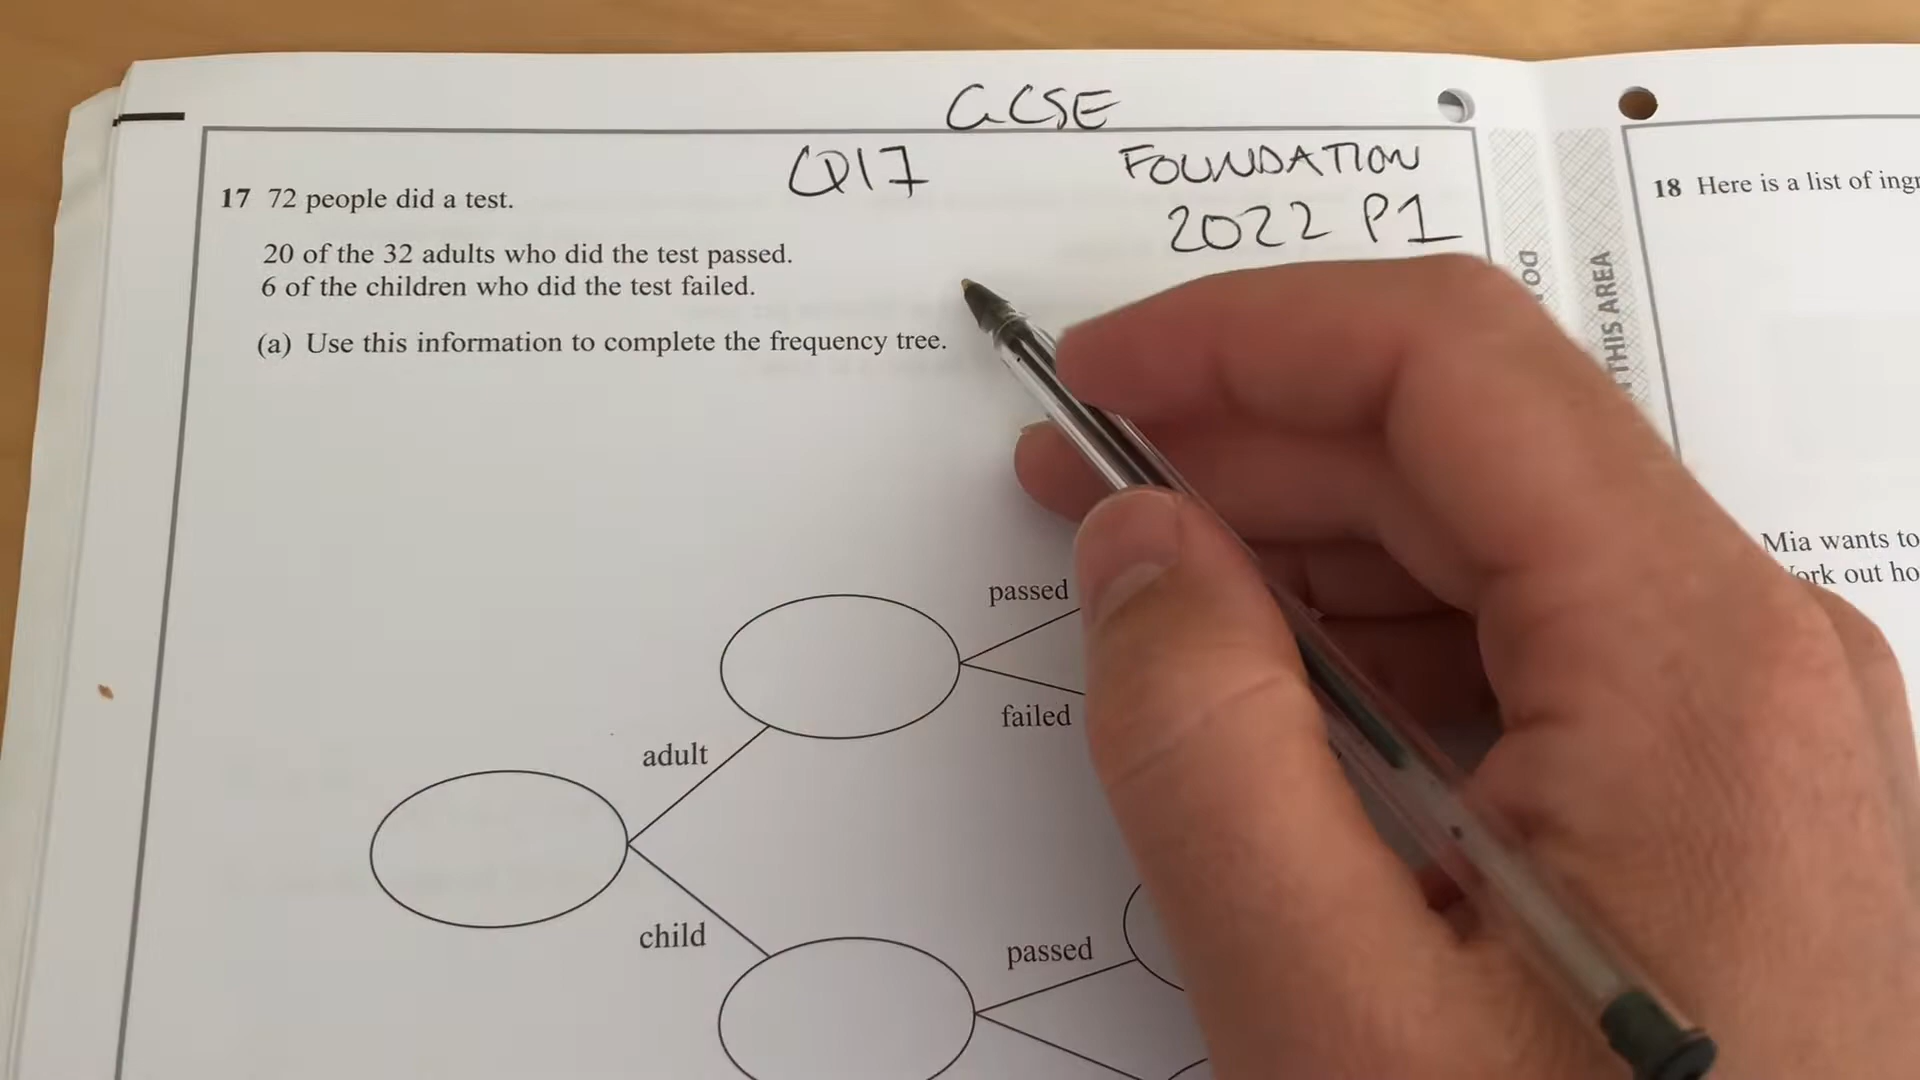 GCSE
Q17
FOUNDATION
2022 P1
17 72 people did a test.
20 of the 32 adults who did the test passed.
6 of the children who did the test failed.
(a) Use this information to complete the frequency tree.
passed
failed
adult
child
passed
THIS AREA
18 Here is a list of
Mia wants to
out